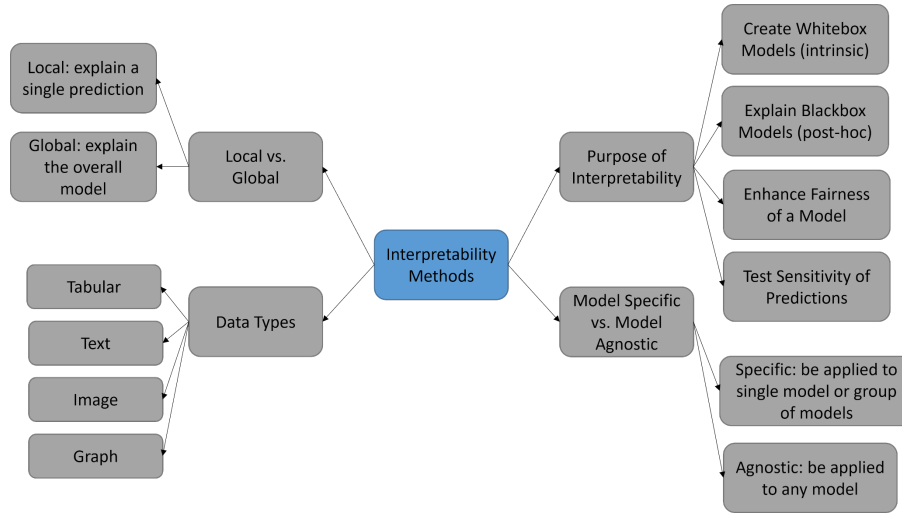 Local: explain a
single prediction
Global: explain
the overall
model
Local vs.
Global
Interpretability
Methods
Tabular
Text
Image
Graph
Data Types
Purpose of
Interpretability
Create Whitebox
Models (intrinsic)
Explain Blackbox
Models (post-hoc)
Enhance Fairness
of a Model
Test Sensitivity of
Predictions
Model Specific
vs. Model
Agnostic
Specific: be applied to
single model or group
of models
Agnostic: be applied
to any model